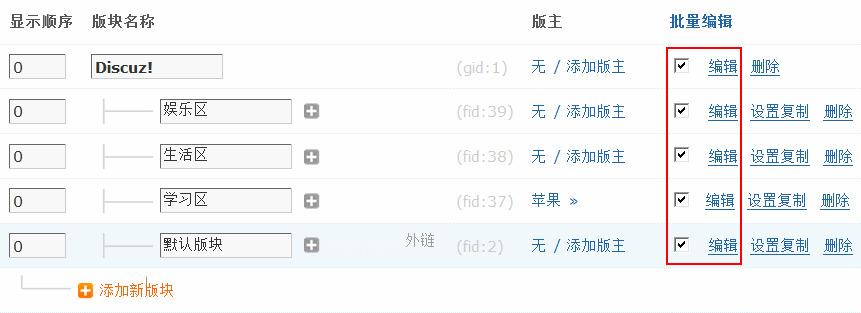 显示顺序 版块名称 版主 批量编辑
0 Discuz! (gid:1) 无 / 添加版主 编辑 删除
0 娱乐区 (fid:39) 无 / 添加版主 编辑 设置复制 删除
0 生活区 (fid:38) 无 / 添加版主 编辑 设置复制 删除
0 学习区 (fid:37) 苹果 » 编辑 设置复制 删除
0 默认版块 外链 (fid:2) 无 / 添加版主 编辑 设置复制 删除
添加新版块